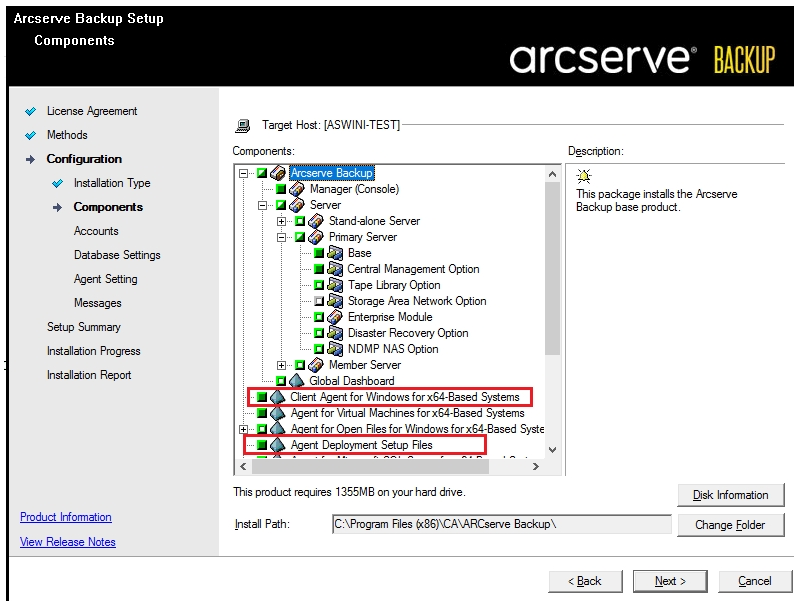 Arcserve Backup Setup
Components
arcserve® BACKUP
License Agreement
Methods
Configuration
Installation Type
Components
Accounts
Database Settings
Agent Setting
Messages
Setup Summary
Installation Progress
Installation Report
Product Information
View Release Notes
Target Host: [ASWINI-TEST]
Components:
Arcserve Backup
Manager (Console)
Server
Stand-alone Server
Primary Server
Base
Central Management Option
Tape Library Option
Storage Area Network Option
Enterprise Module
Disaster Recovery Option
NDMP NAS Option
Member Server
Global Dashboard
Client Agent for Windows for x64-Based Systems
Agent for Virtual Machines for x64-Based Systems
Agent for Open Files for Windows for x64-Based Syste
Agent Deployment Setup Files
Description:
This package installs the Arcserve
Backup base product.
This product requires 1355MB on your hard drive.
Disk Information
Install Path:
C:\Program Files (x86)\CA\ARCserve Backup\
Change Folder
< Back
Next >
Cancel